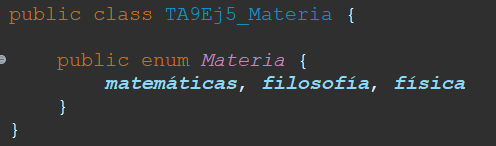 public class TA9Ej5_Materia {
public enum Materia {
matemáticas, filosofía, física
}
}